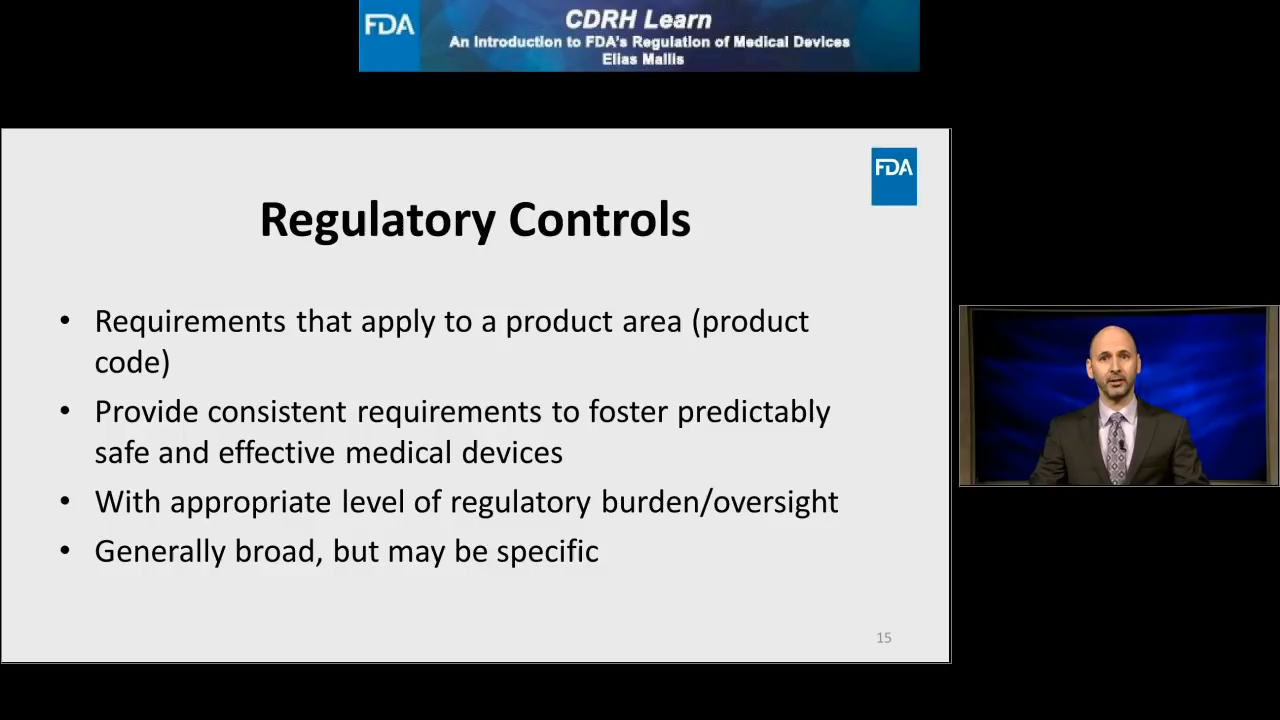 FDA
CDRH Learn
An Introduction to FDA's Regulation of Medical Devices
Elias Mallis
FDA
Regulatory Controls
• Requirements that apply to a product area (product
code)
• Provide consistent requirements to foster predictably
safe and effective medical devices
• With appropriate level of regulatory burden/oversight
• Generally broad, but may be specific
15